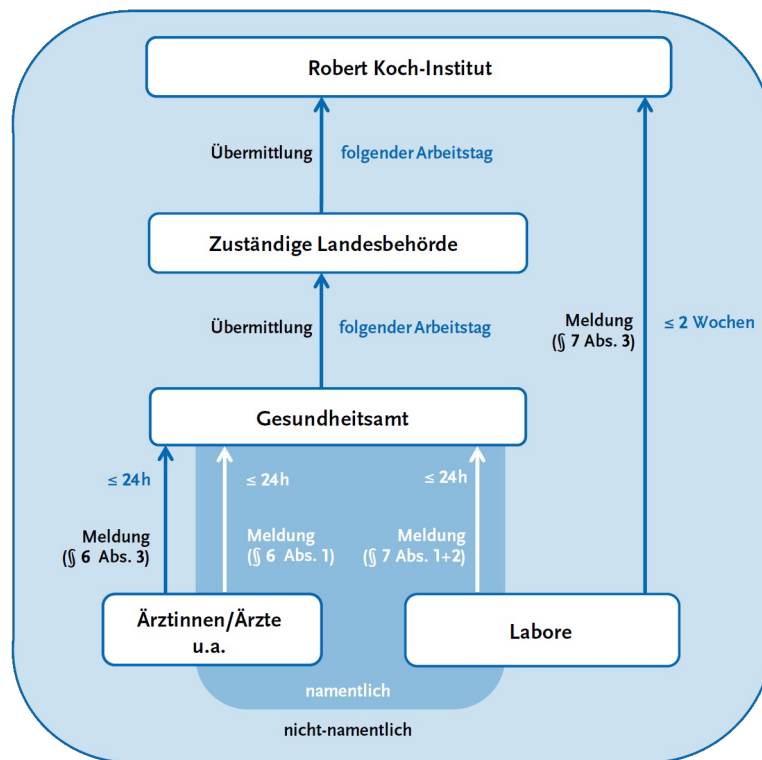 Robert Koch-Institut
Übermittlung folgender Arbeitstag
Zuständige Landesbehörde
Übermittlung folgender Arbeitstag
Meldung
(§ 7 Abs. 3)
≤ 2 Wochen
Gesundheitsamt
≤ 24h
≤ 24h
≤ 24h
Meldung
(§ 6 Abs. 3)
Meldung
(§ 6 Abs. 1)
Meldung
(§ 7 Abs. 1+2)
Ärztinnen/Ärzte
u.a.
Labore
namentlich
nicht-namentlich